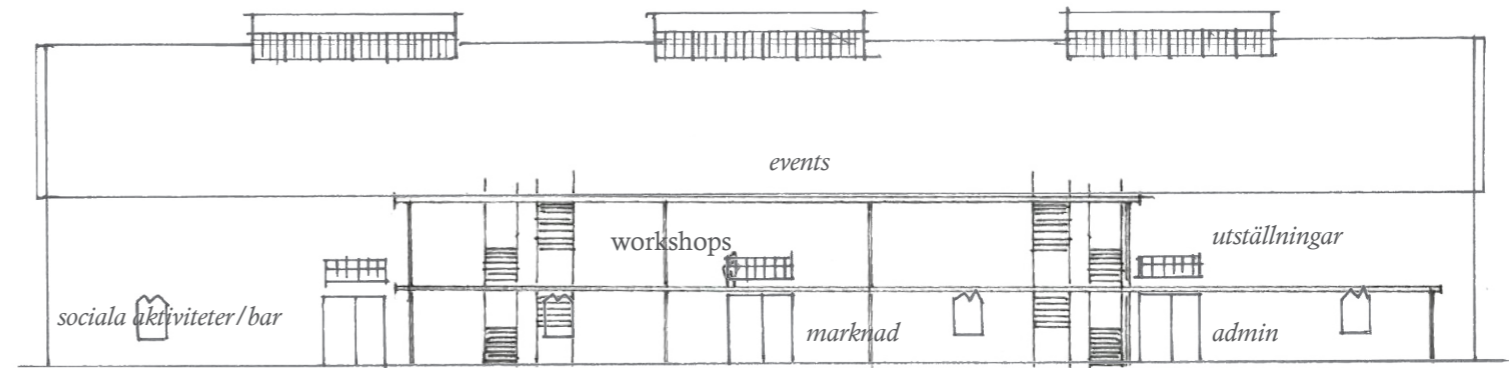 events
workshops
utställningar
sociala aktiviteter/bar
marknad
admin